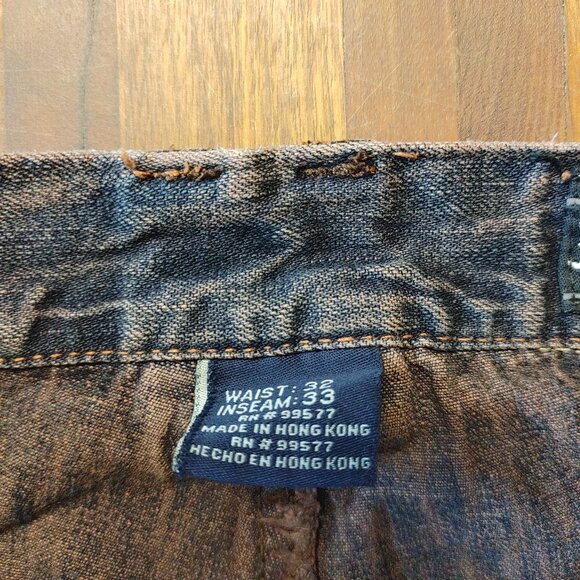 WAIST: 32
INSEAM: 33
RN # 99577
MADE IN HONG KONG
RN # 99577
HECHO EN HONG KONG